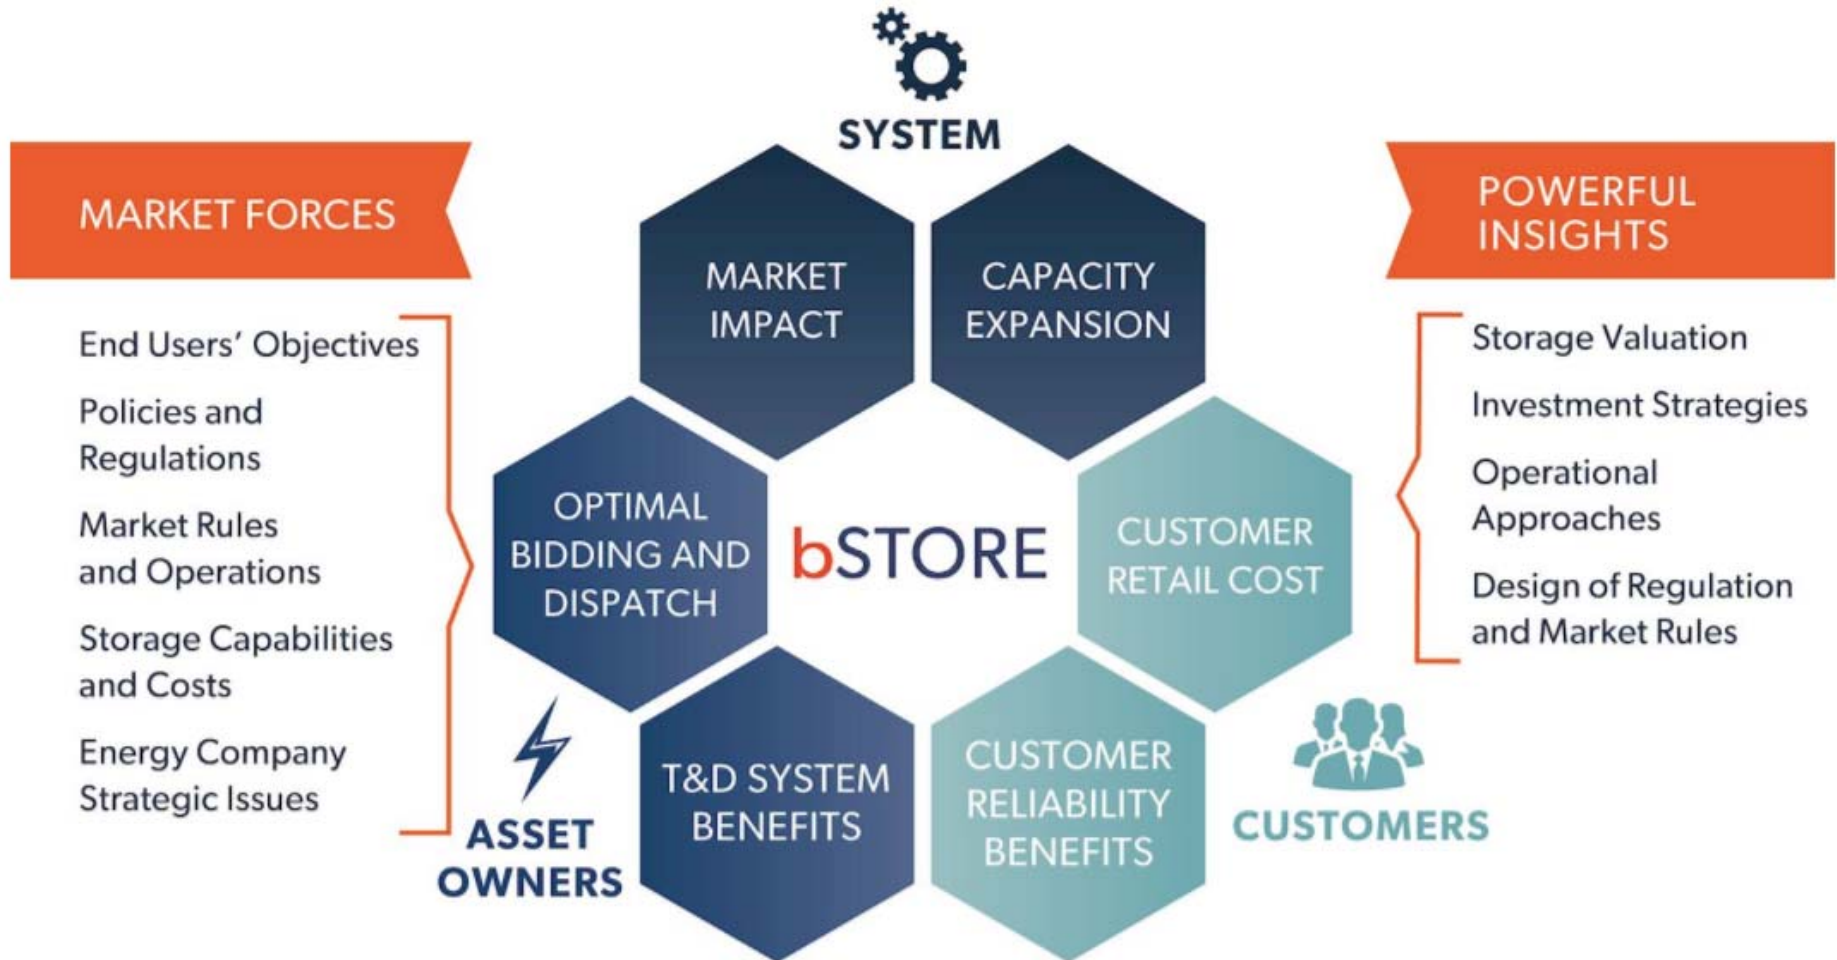 SYSTEM
MARKET FORCES
End Users’ Objectives
Policies and
Regulations
Market Rules
and Operations
Storage Capabilities
and Costs
Energy Company
Strategic Issues
MARKET
IMPACT
CAPACITY
EXPANSION
OPTIMAL
BIDDING AND
DISPATCH
bSTORE
CUSTOMER
RETAIL COST
T&D SYSTEM
BENEFITS
CUSTOMER
RELIABILITY
BENEFITS
ASSET
OWNERS
CUSTOMERS
POWERFUL
INSIGHTS
Storage Valuation
Investment Strategies
Operational
Approaches
Design of Regulation
and Market Rules